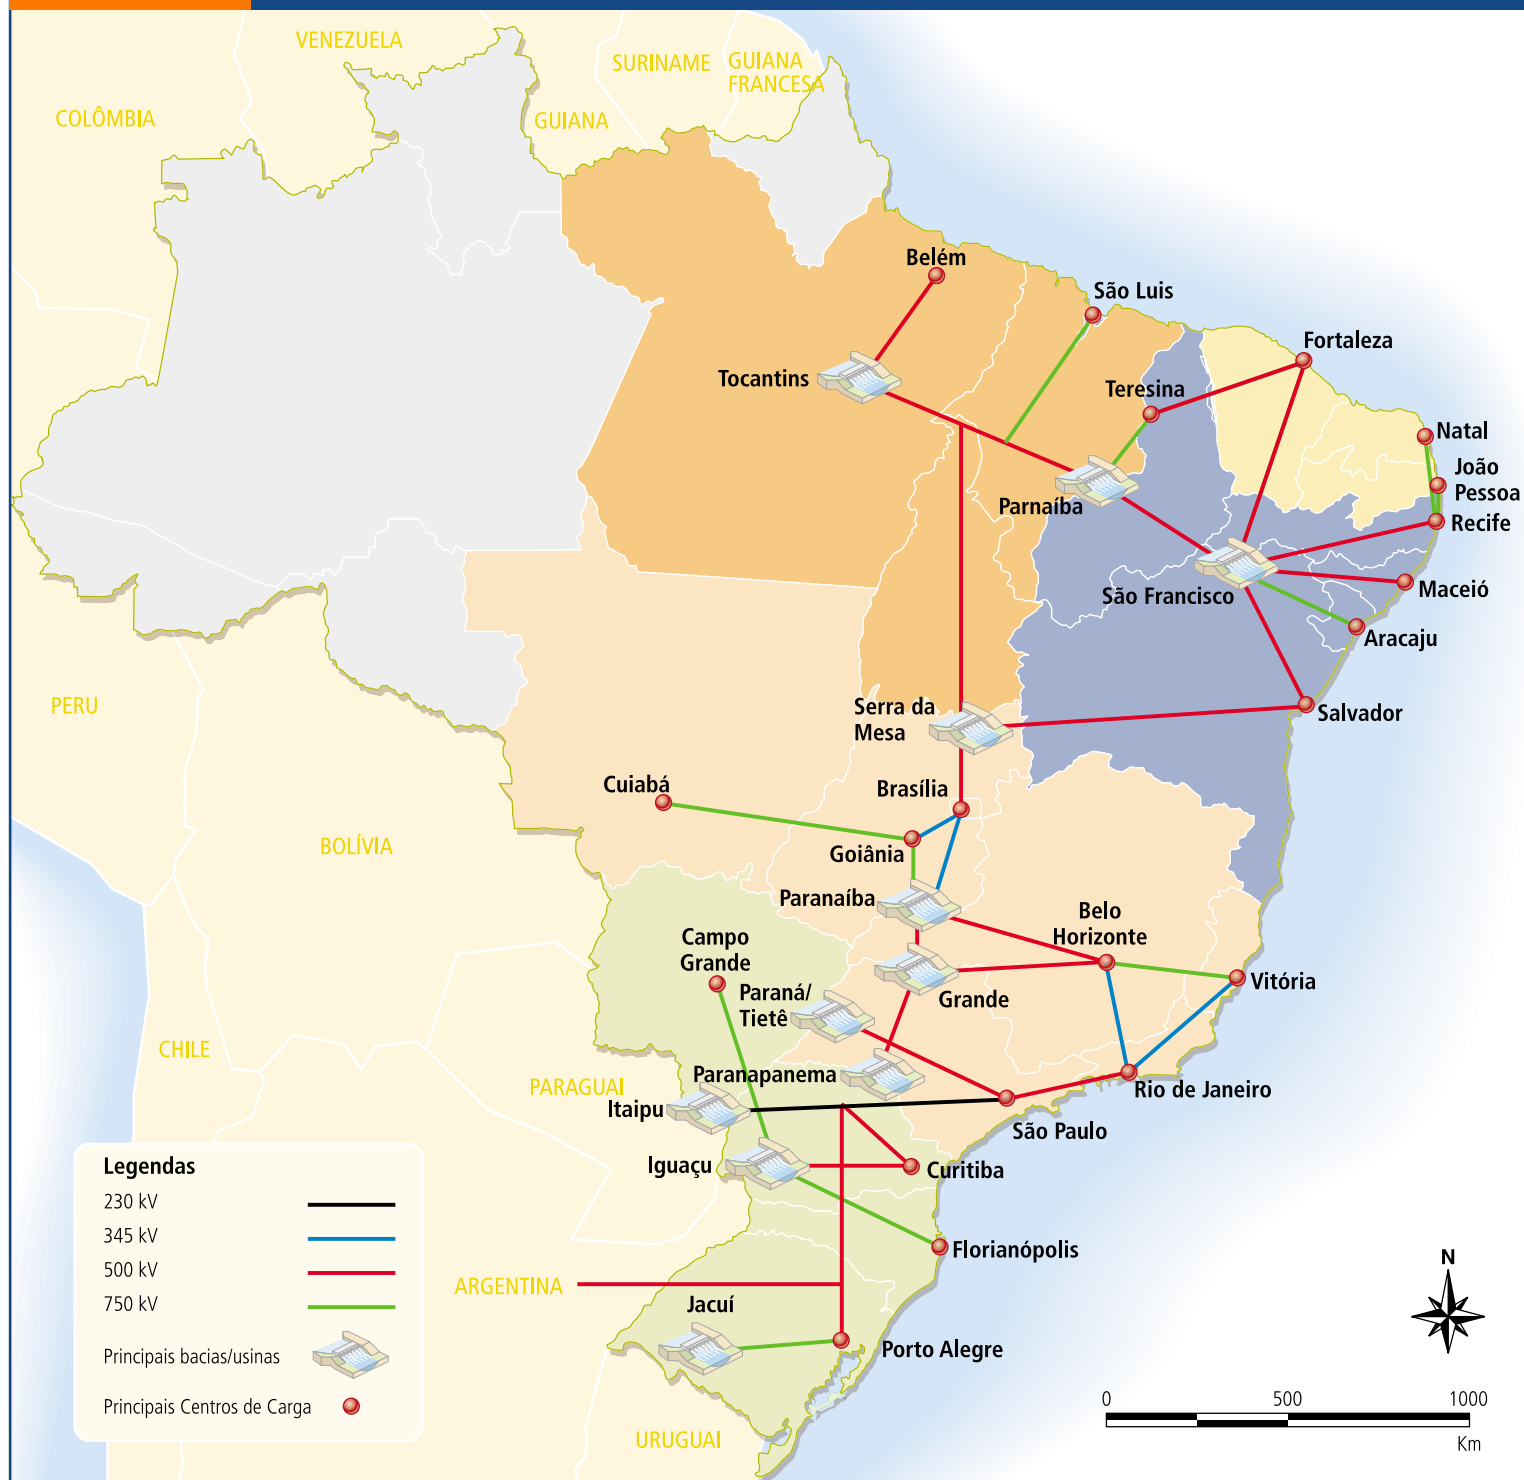 VENEZUELA
SURINAME
GUIANA
FRANCESA
COLÔMBIA
GUIANA
Belém
São Luis
Fortaleza
Tocantins
Teresina
Natal
João
Pessoa
Parnaíba
Recife
São Francisco
Maceió
Aracaju
PERU
Serra da
Mesa
Salvador
Cuiabá
Brasília
BOLÍVIA
Goiânia
Paranaíba
Belo
Horizonte
Campo
Grande
Vitória
Paraná/
Tietê
Grande
CHILE
Paranapanema
PARAGUAI
Rio de Janeiro
Itaipu
São Paulo
Iguaçu
Curitiba
Legendas
230 kV
345 kV
500 kV
750 kV
Principais bacias/usinas
Principais Centros de Carga
Florianópolis
ARGENTINA
Jacuí
Porto Alegre
URUGUAI
N
0 500 1000
Km